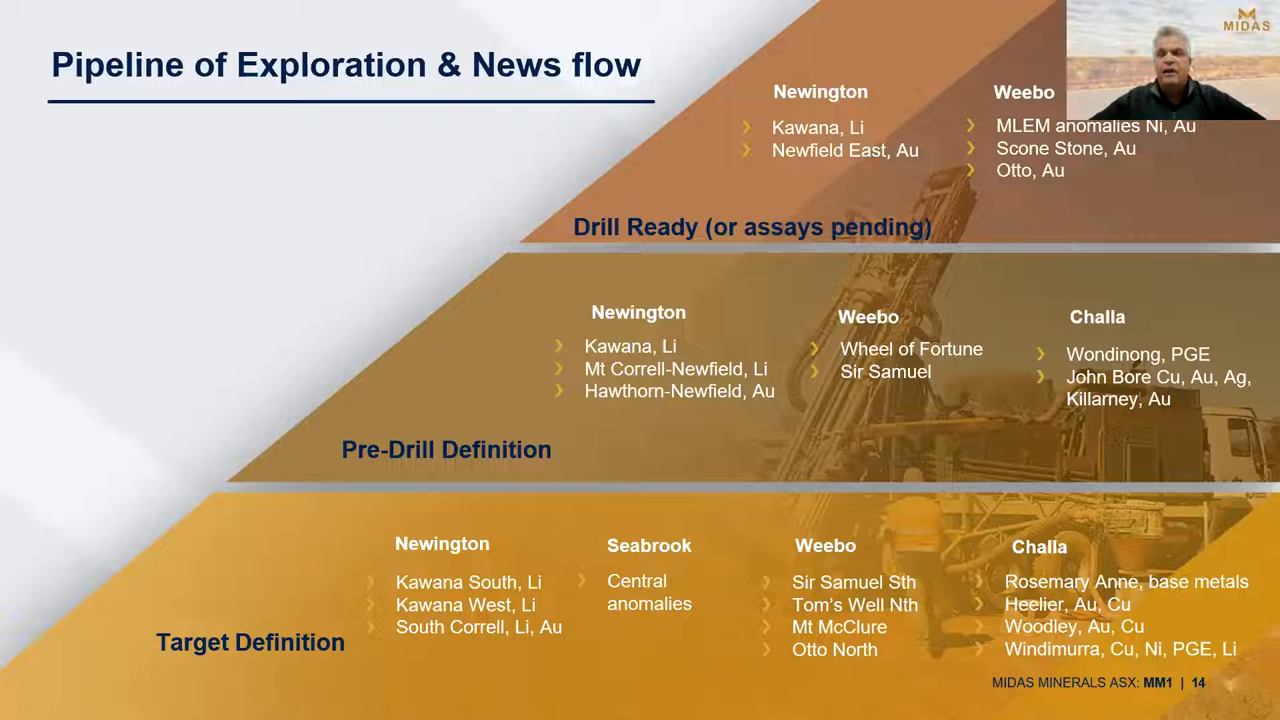 Pipeline of Exploration & News flow
MIDAS
Newington
Kawana, Li
Newfield East, Au
Weebo
MLEM anomalies Ni, Au
Scone Stone, Au
Otto, Au
Drill Ready (or assays pending)
Newington
Kawana, Li
Mt Correll-Newfield, Li
Hawthorn-Newfield, Au
Weebo
Wheel of Fortune
Sir Samuel
Challa
Wondinong, PGE
John Bore Cu, Au, Ag,
Killarney, Au
Pre-Drill Definition
Newington
Kawana South, Li
Kawana West, Li
South Correll, Li, Au
Seabrook
Central
anomalies
Weebo
Sir Samuel Sth
Tom’s Well Nth
Mt McClure
Otto North
Challa
Rosemary Anne, base metals
Heelier, Au, Cu
Woodley, Au, Cu
Windimurra, Cu, Ni, PGE, Li
Target Definition
MIDAS MINERALS ASX: MM1 | 14